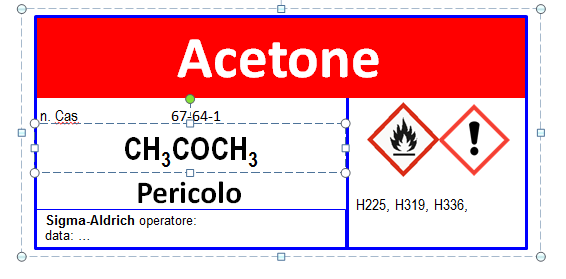 Acetone
n. Cas 67-64-1
CH₃COCH₃
Pericolo
H225, H319, H336,
Sigma-Aldrich operatore:
data: ...